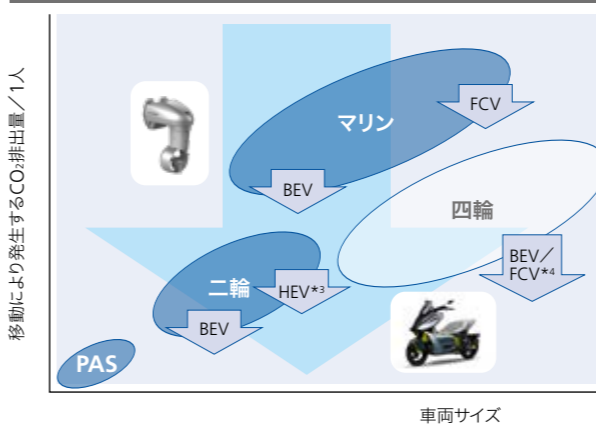 移動により発生するCO₂排出量／1人
マリン
FCV
BEV
四輪
BEV／
FCV*4
二輪
HEV*3
BEV
PAS
車両サイズ